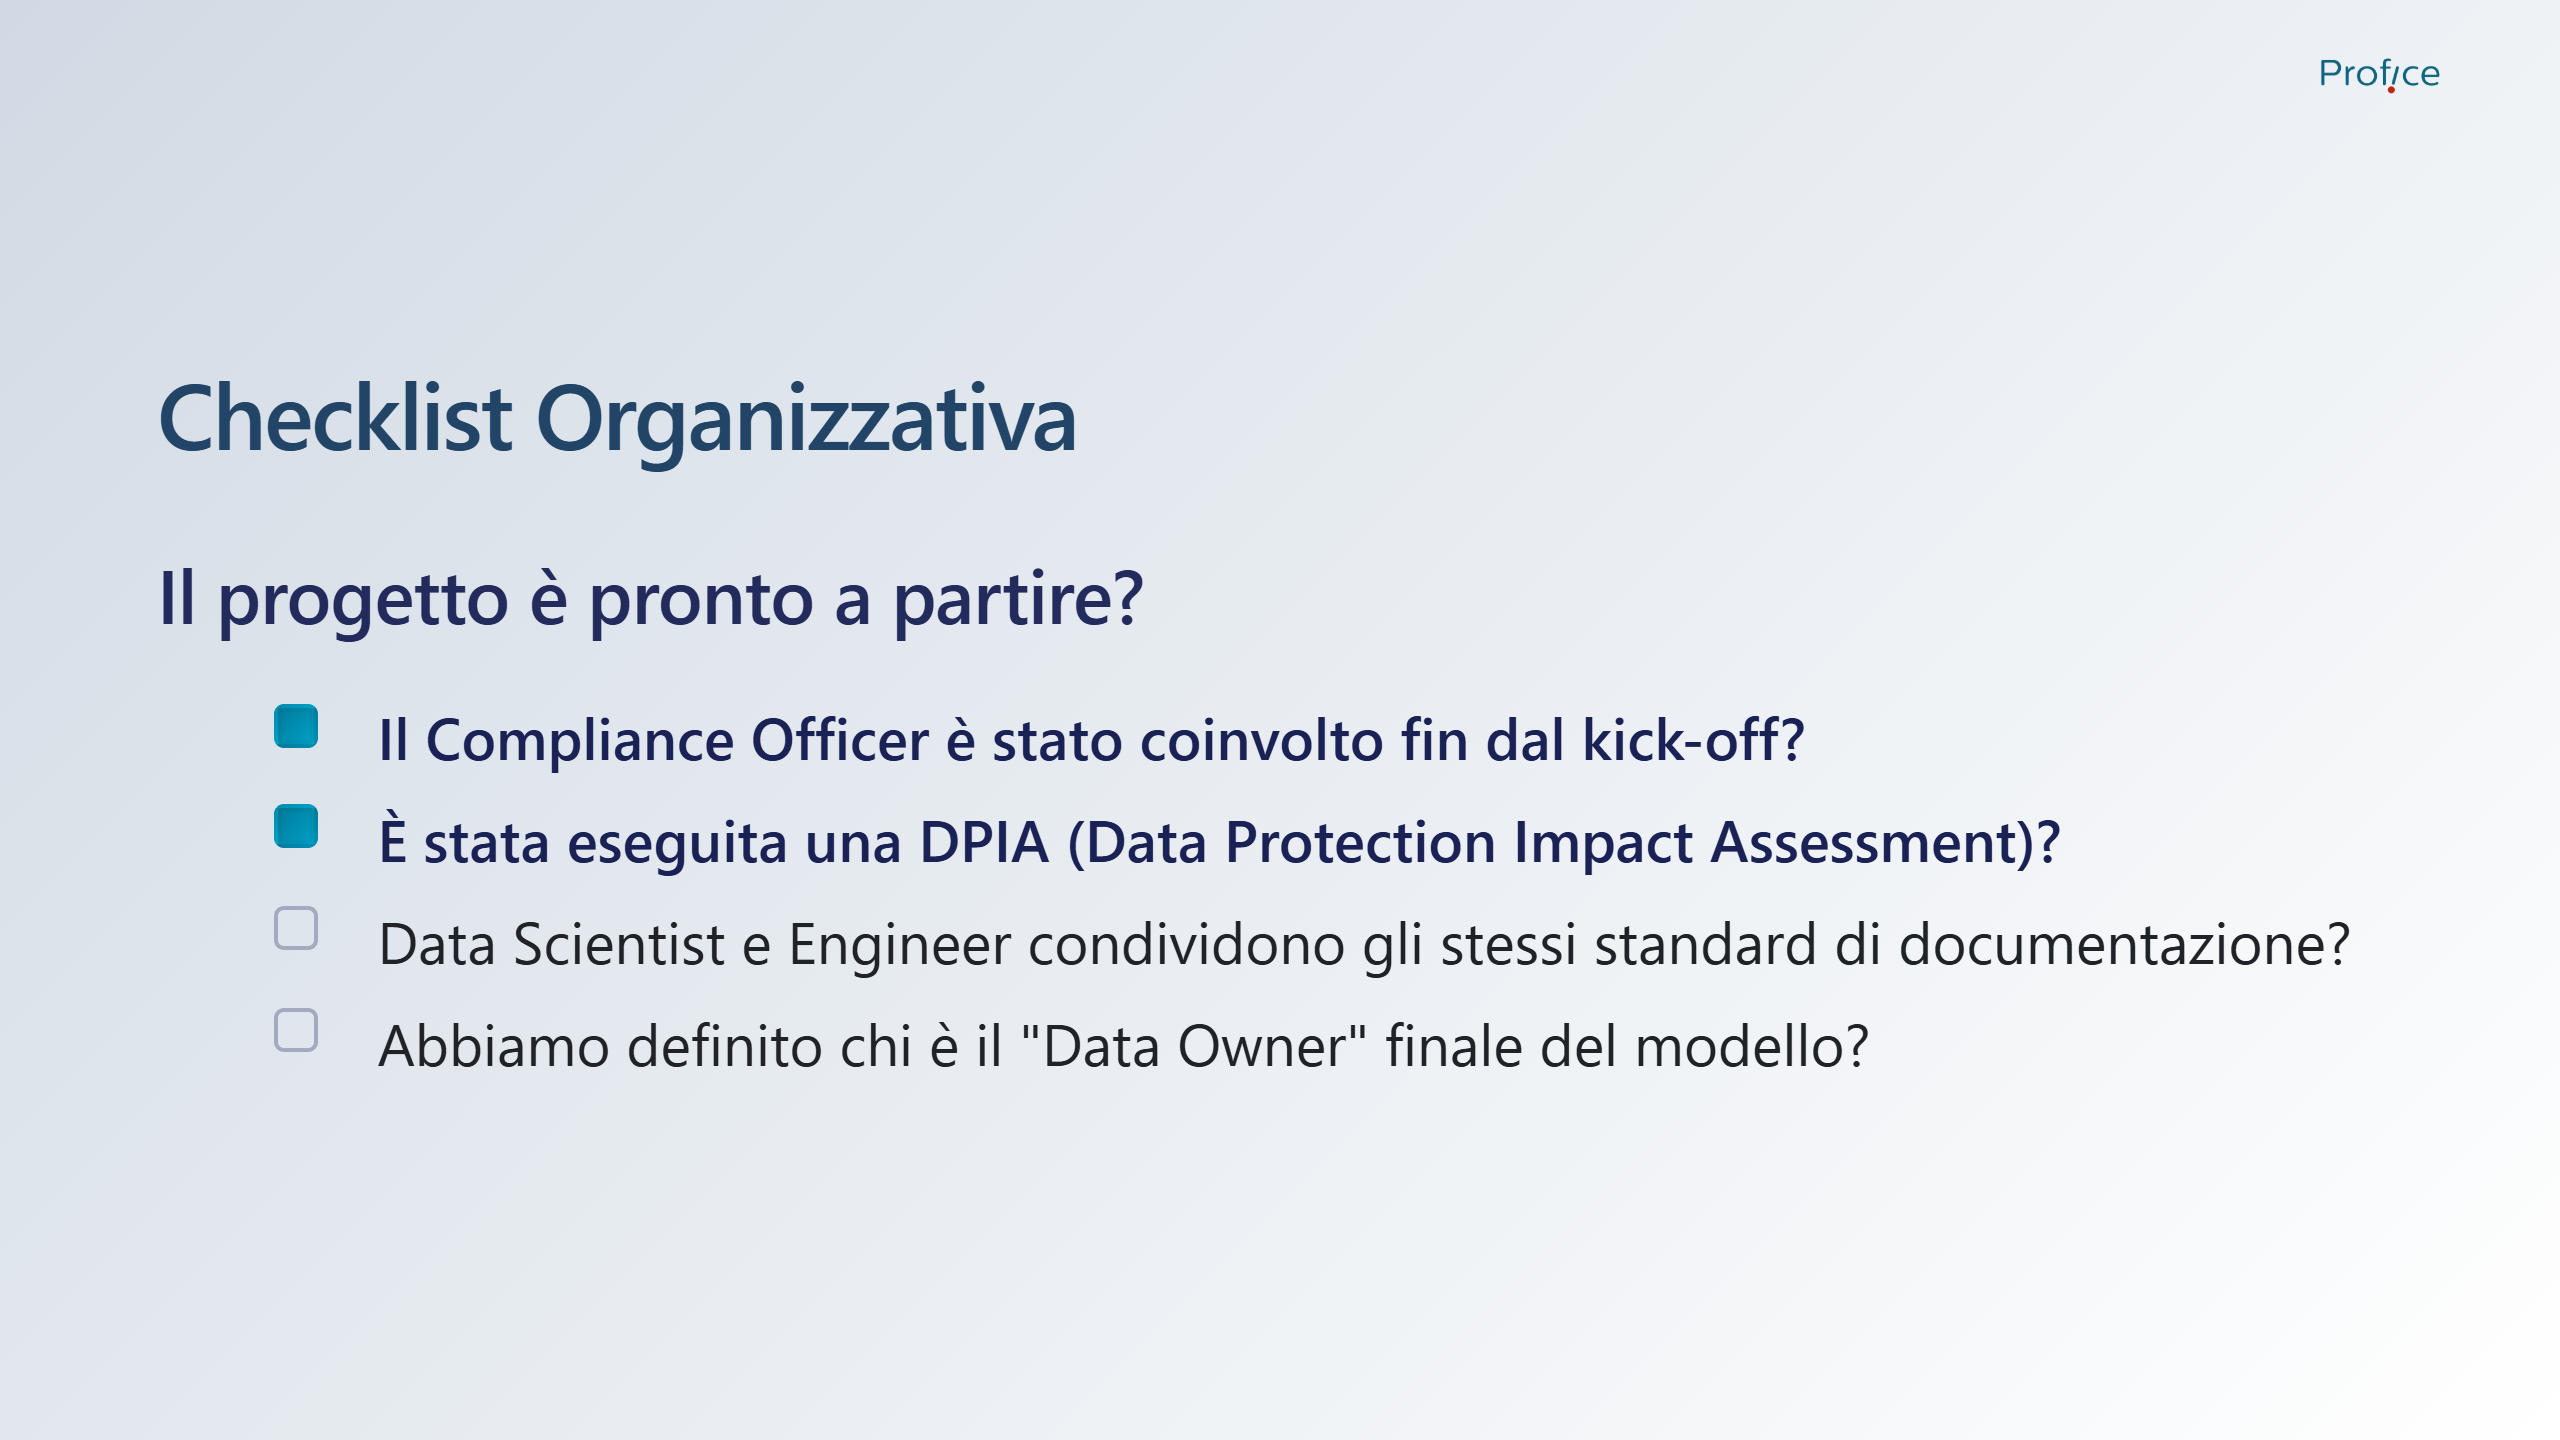 Profice
Checklist Organizzativa
Il progetto è pronto a partire?
Il Compliance Officer è stato coinvolto fin dal kick-off?
È stata eseguita una DPIA (Data Protection Impact Assessment)?
Data Scientist e Engineer condividono gli stessi standard di documentazione?
Abbiamo definito chi è il "Data Owner" finale del modello?